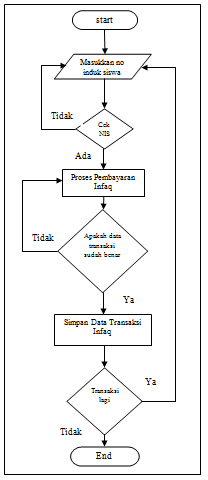 start
Masukkan no
induk siswa
Tidak
Cek
NIS
Ada
Proses Pembayaran
Infaq
Apakah data
transaksi
sudah benar
Tidak
Ya
Simpan Data Transaksi
Infaq
Transaksi
lagi
Ya
Tidak
End